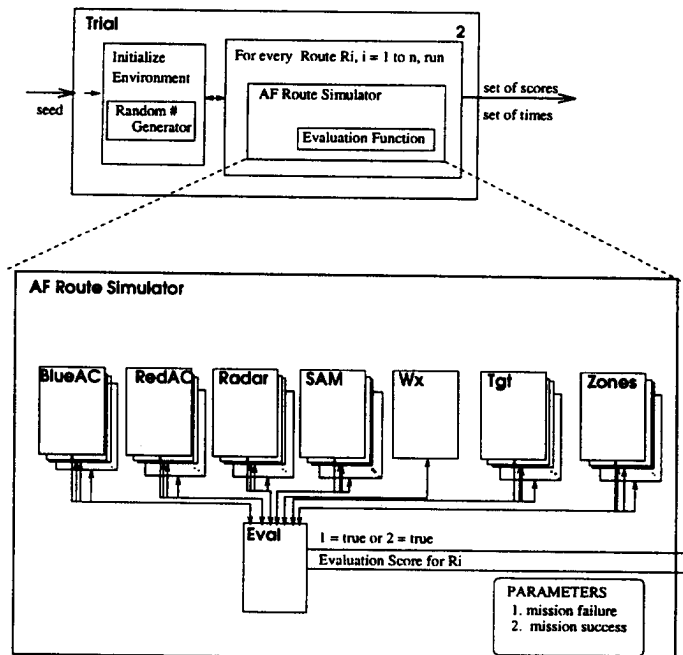 Trial
2
Initialize
Environment
Random #
Generator
For every Route Ri, i = 1 to n, run
AF Route Simulator
Evaluation Function
seed
set of scores
set of times
AF Route Simulator
BlueAC
RedAC
Radar
SAM
Wx
Tgt
Zones
Eval
1 = true or 2 = true
Evaluation Score for Ri
PARAMETERS
1. mission failure
2. mission success